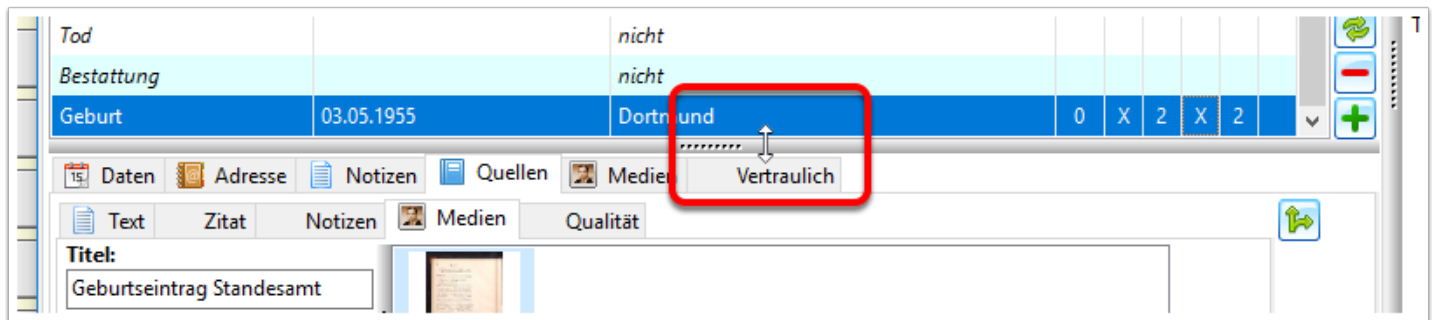 Tod nicht T
Bestattung nicht
Geburt 03.05.1955 Dortmund 0 X 2 X 2
Daten Adresse Notizen Quellen Medien Vertraulich
Text Zitat Notizen Medien Qualität
Titel:
Geburtseintrag Standesamt